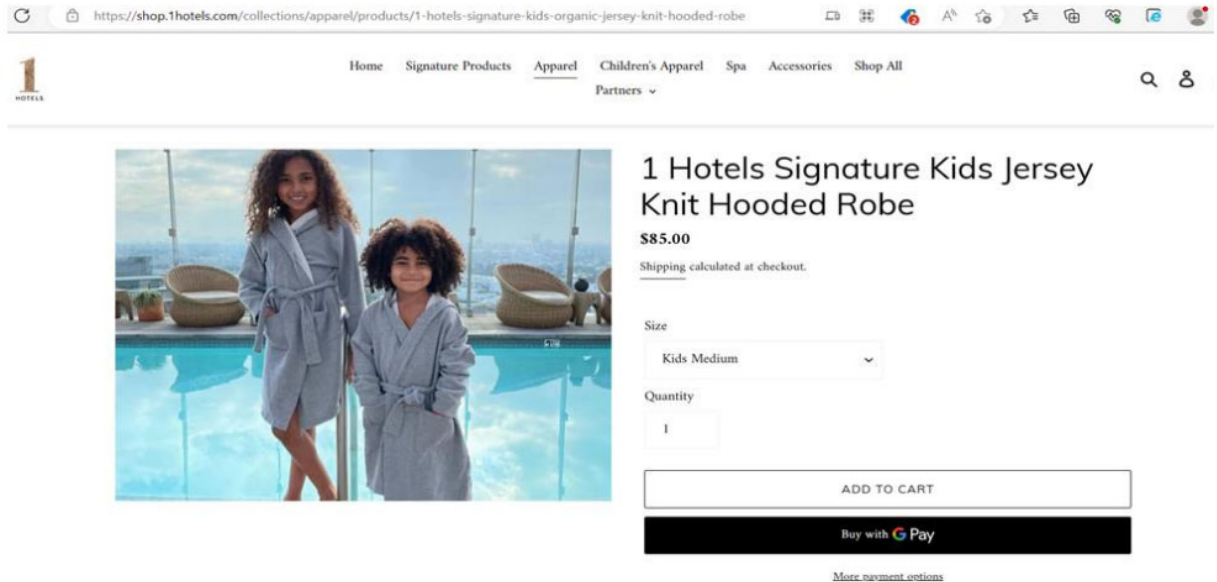 https://shop.1hotels.com/collections/apparel/products/1-hotels-signature-kids-organic-jersey-knit-hooded-robe
1
HOTELS
Home Signature Products Apparel Children's Apparel Spa Accessories Shop All
Partners
1 Hotels Signature Kids Jersey
Knit Hooded Robe
$85.00
Shipping calculated at checkout.
Size
Kids Medium
Quantity
1
ADD TO CART
Buy with G Pay
More payment options